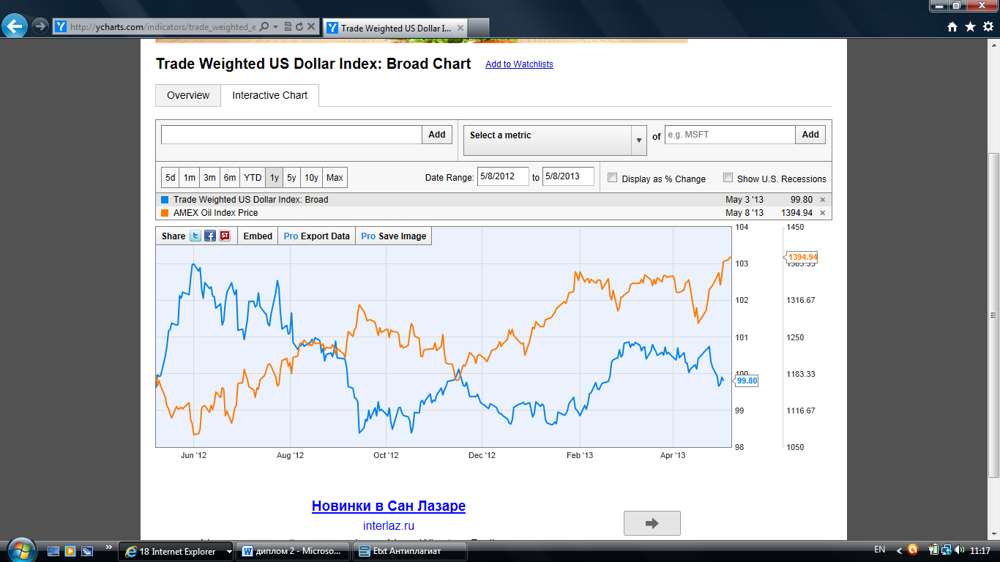 http://ycharts.com/indicators/trade_weighted_e
Trade Weighted US Dollar I...
Trade Weighted US Dollar Index: Broad Chart
Add to Watchlists
Overview
Interactive Chart
Add
Select a metric
of
e.g. MSFT
Add
5d 1m 3m 6m YTD 1y 5y 10y Max
Date Range: 5/8/2012 to 5/8/2013
Display as % Change
Show U.S. Recessions
Trade Weighted US Dollar Index: Broad May 3 '13 99.80
AMEX Oil Index Price May 8 '13 1394.94
Share Embed Pro Export Data Pro Save Image
104 1450
1394.94
103
102 1316.67
101 1250
100 1183.33
99.80
99 1116.67
98 1050
Jun '12 Aug '12 Oct '12 Dec '12 Feb '13 Apr '13
Новинки в Сан Лазаре
interlaz.ru
18 Internet Explorer
диплом 2 - Microso...
Etxt Антиплагиат
EN
11:17